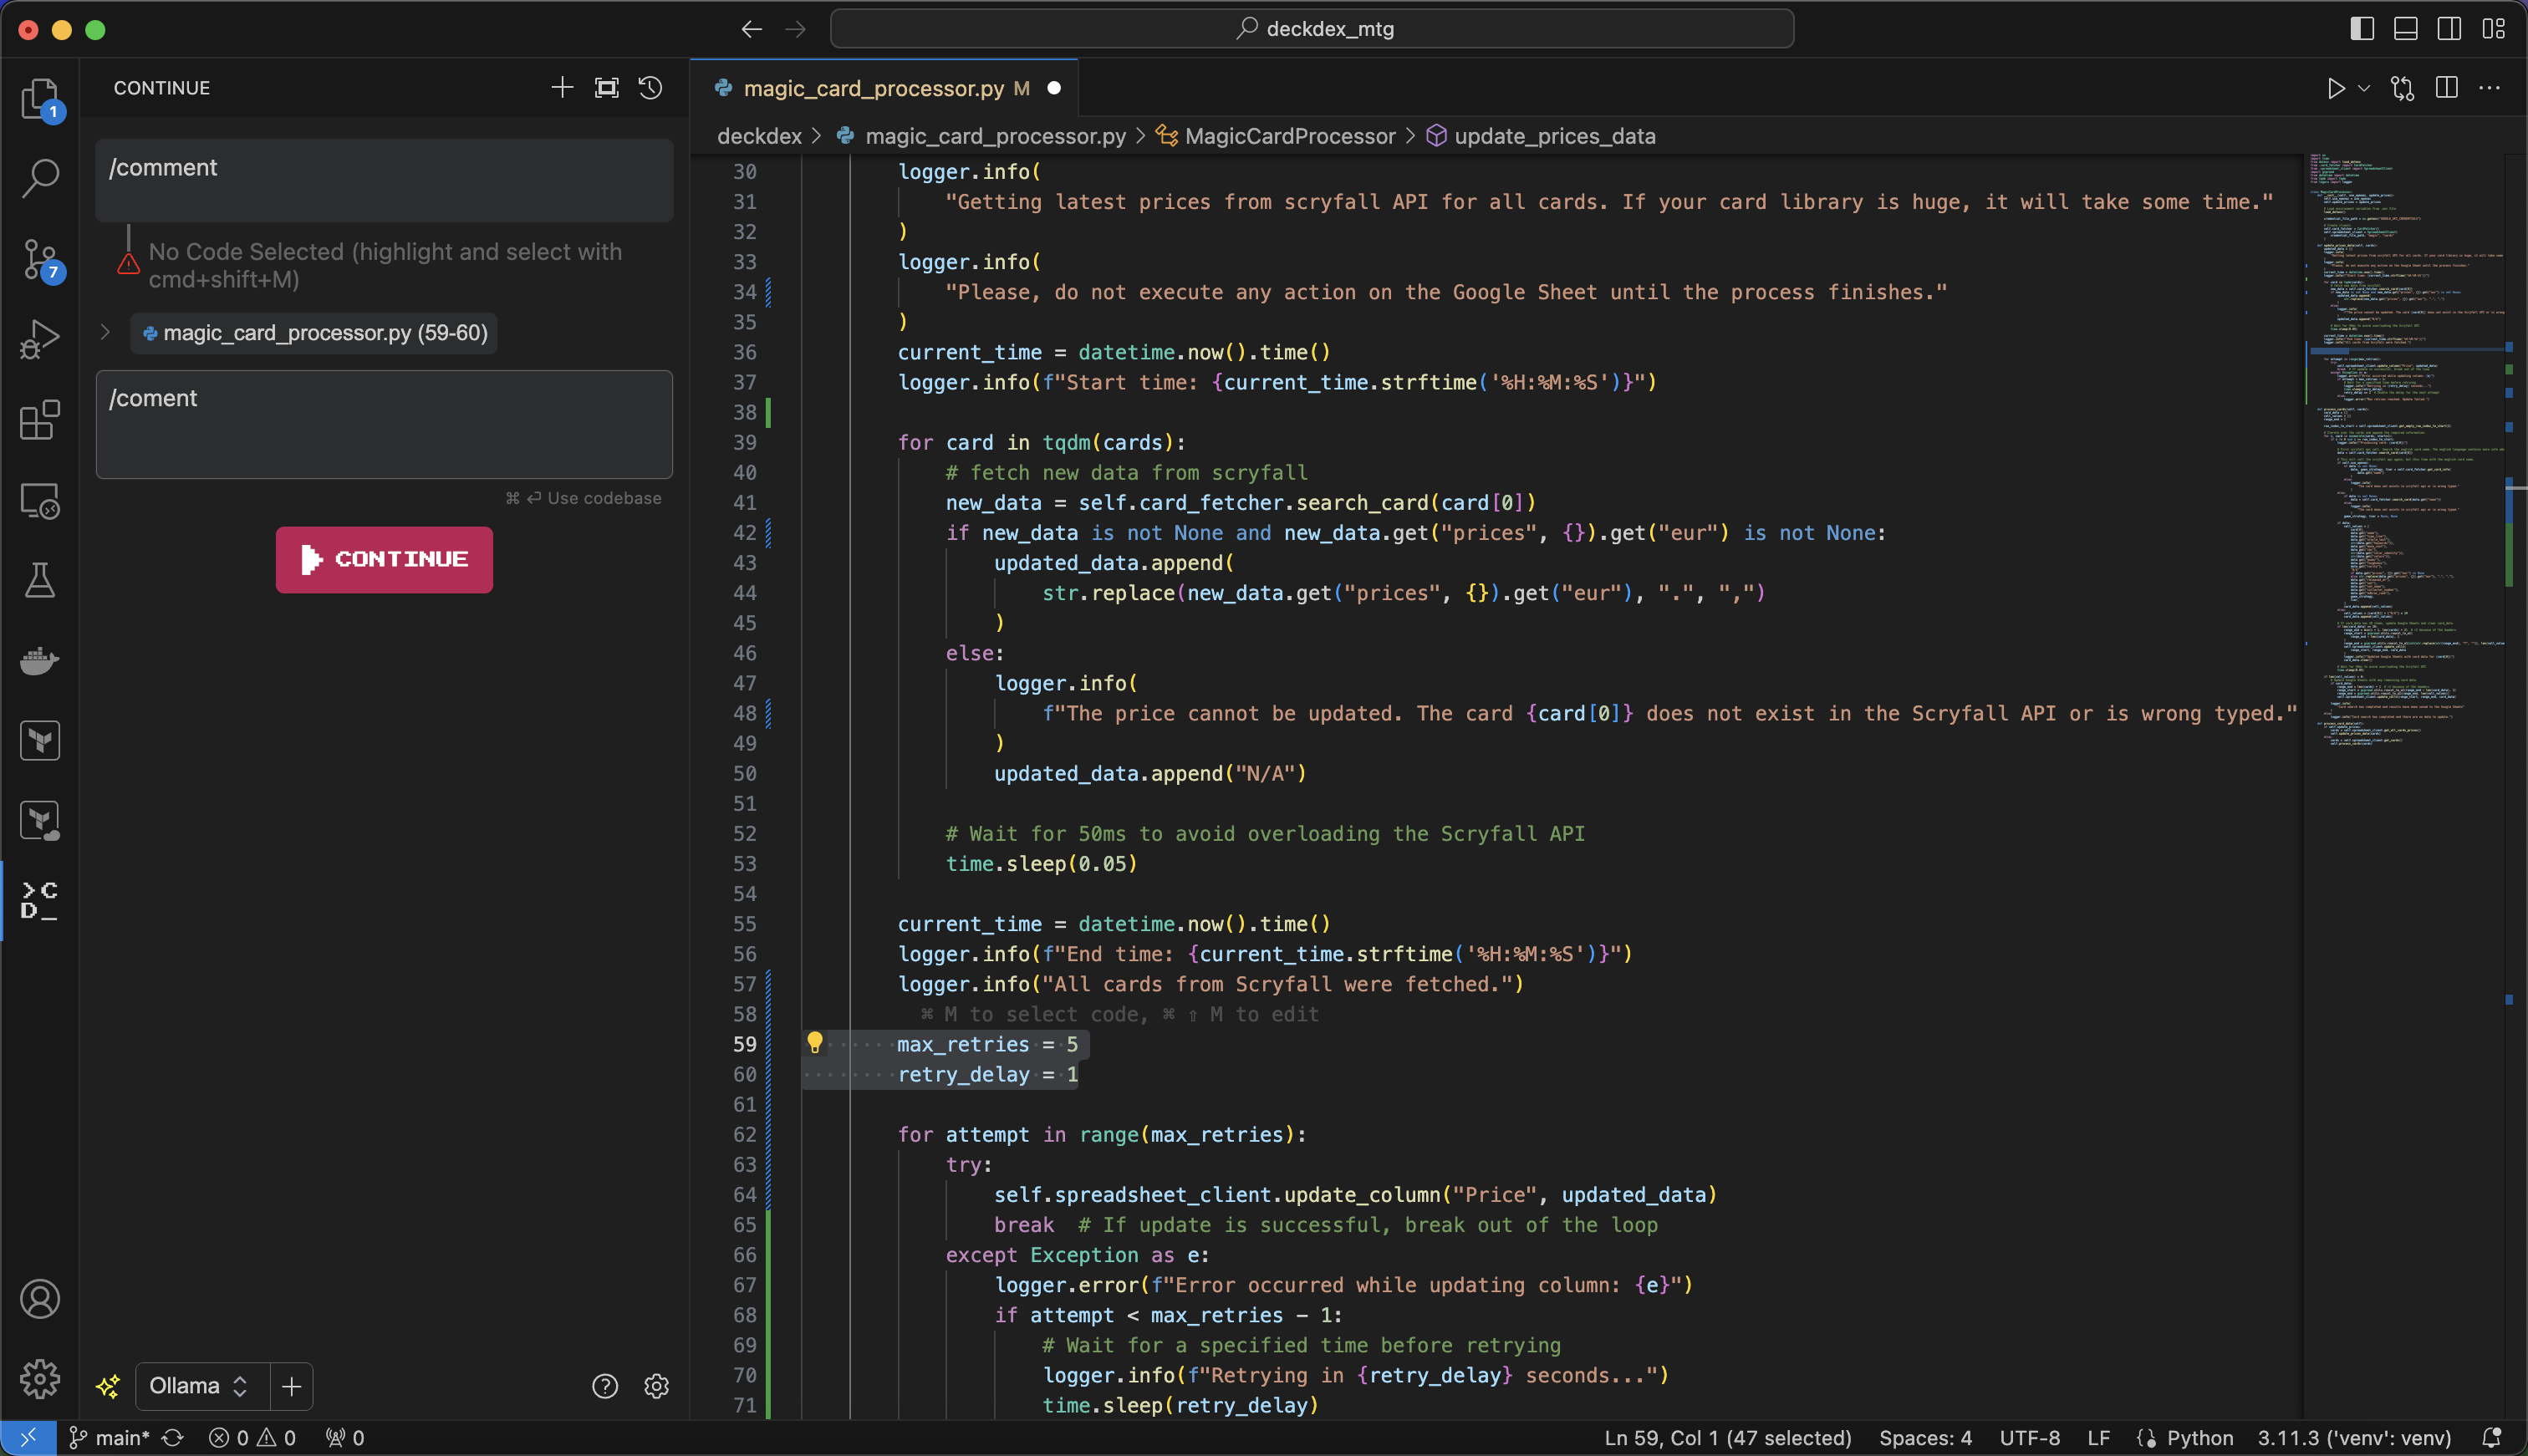 deckdex_mtg
CONTINUE
magic_card_processor.py M
1
deckdex > magic_card_processor.py > MagicCardProcessor > update_prices_data
/comment
No Code Selected (highlight and select with
cmd+shift+M)
7
magic_card_processor.py (59-60)
/coment
⌘ ⏎ Use codebase
CONTINUE
>C
D_
Ollama
30 logger.info(
31 "Getting latest prices from scryfall API for all cards. If your card library is huge, it will take some time."
32 )
33 logger.info(
34 "Please, do not execute any action on the Google Sheet until the process finishes."
35 )
36 current_time = datetime.now().time()
37 logger.info(f"Start time: {current_time.strftime('%H:%M:%S')}")
38
39 for card in tqdm(cards):
40 # fetch new data from scryfall
41 new_data = self.card_fetcher.search_card(card[0])
42 if new_data is not None and new_data.get("prices", {}).get("eur") is not None:
43 updated_data.append(
44 str.replace(new_data.get("prices", {}).get("eur"), ".", ",")
45 )
46 else:
47 logger.info(
48 f"The price cannot be updated. The card {card[0]} does not exist in the Scryfall API or is wrong typed."
49 )
50 updated_data.append("N/A")
51
52 # Wait for 50ms to avoid overloading the Scryfall API
53 time.sleep(0.05)
54
55 current_time = datetime.now().time()
56 logger.info(f"End time: {current_time.strftime('%H:%M:%S')}")
57 logger.info("All cards from Scryfall were fetched.")
58 ⌘ M to select code, ⌘ ⇧ M to edit
59 max_retries = 5
60 retry_delay = 1
61
62 for attempt in range(max_retries):
63 try:
64 self.spreadsheet_client.update_column("Price", updated_data)
65 break # If update is successful, break out of the loop
66 except Exception as e:
67 logger.error(f"Error occurred while updating column: {e}")
68 if attempt < max_retries - 1:
69 # Wait for a specified time before retrying
70 logger.info(f"Retrying in {retry_delay} seconds...")
71 time.sleep(retry_delay)
main* 0 0 0 Ln 59, Col 1 (47 selected) Spaces: 4 UTF-8 LF Python 3.11.3 ('venv': venv)